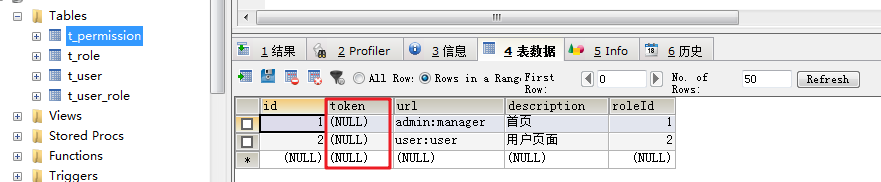 Tables
t_permission
t_role
t_user
t_user_role
Views
Stored Procs
Functions
Triggers
1 结果 2 Profiler 3 信息 4 表数据 5 Info 6 历史
All Row: Rows in a Rang First Row: 0 No. of Rows: 50 Refresh
id token url description roleId
1 (NULL) admin:manager 首页 1
2 (NULL) user:user 用户页面 2
* (NULL) (NULL) (NULL) (NULL) (NULL)